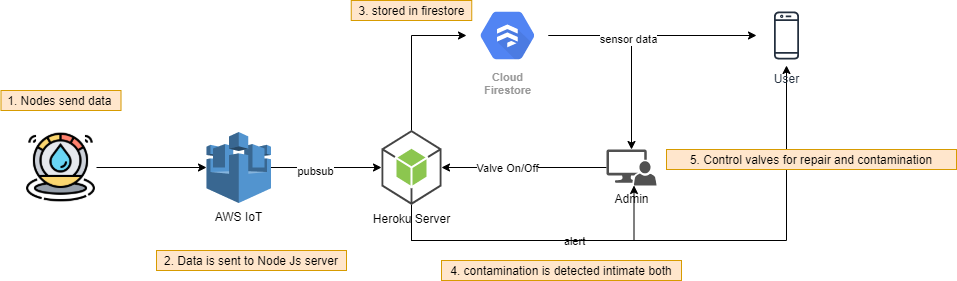 3. stored in firestore
sensor data
Cloud
Firestore
User
1. Nodes send data
pubsub
Valve On/Off
5. Control valves for repair and contamination
AWS IoT
Heroku Server
Admin
alert
2. Data is sent to Node Js server
4. contamination is detected intimate both